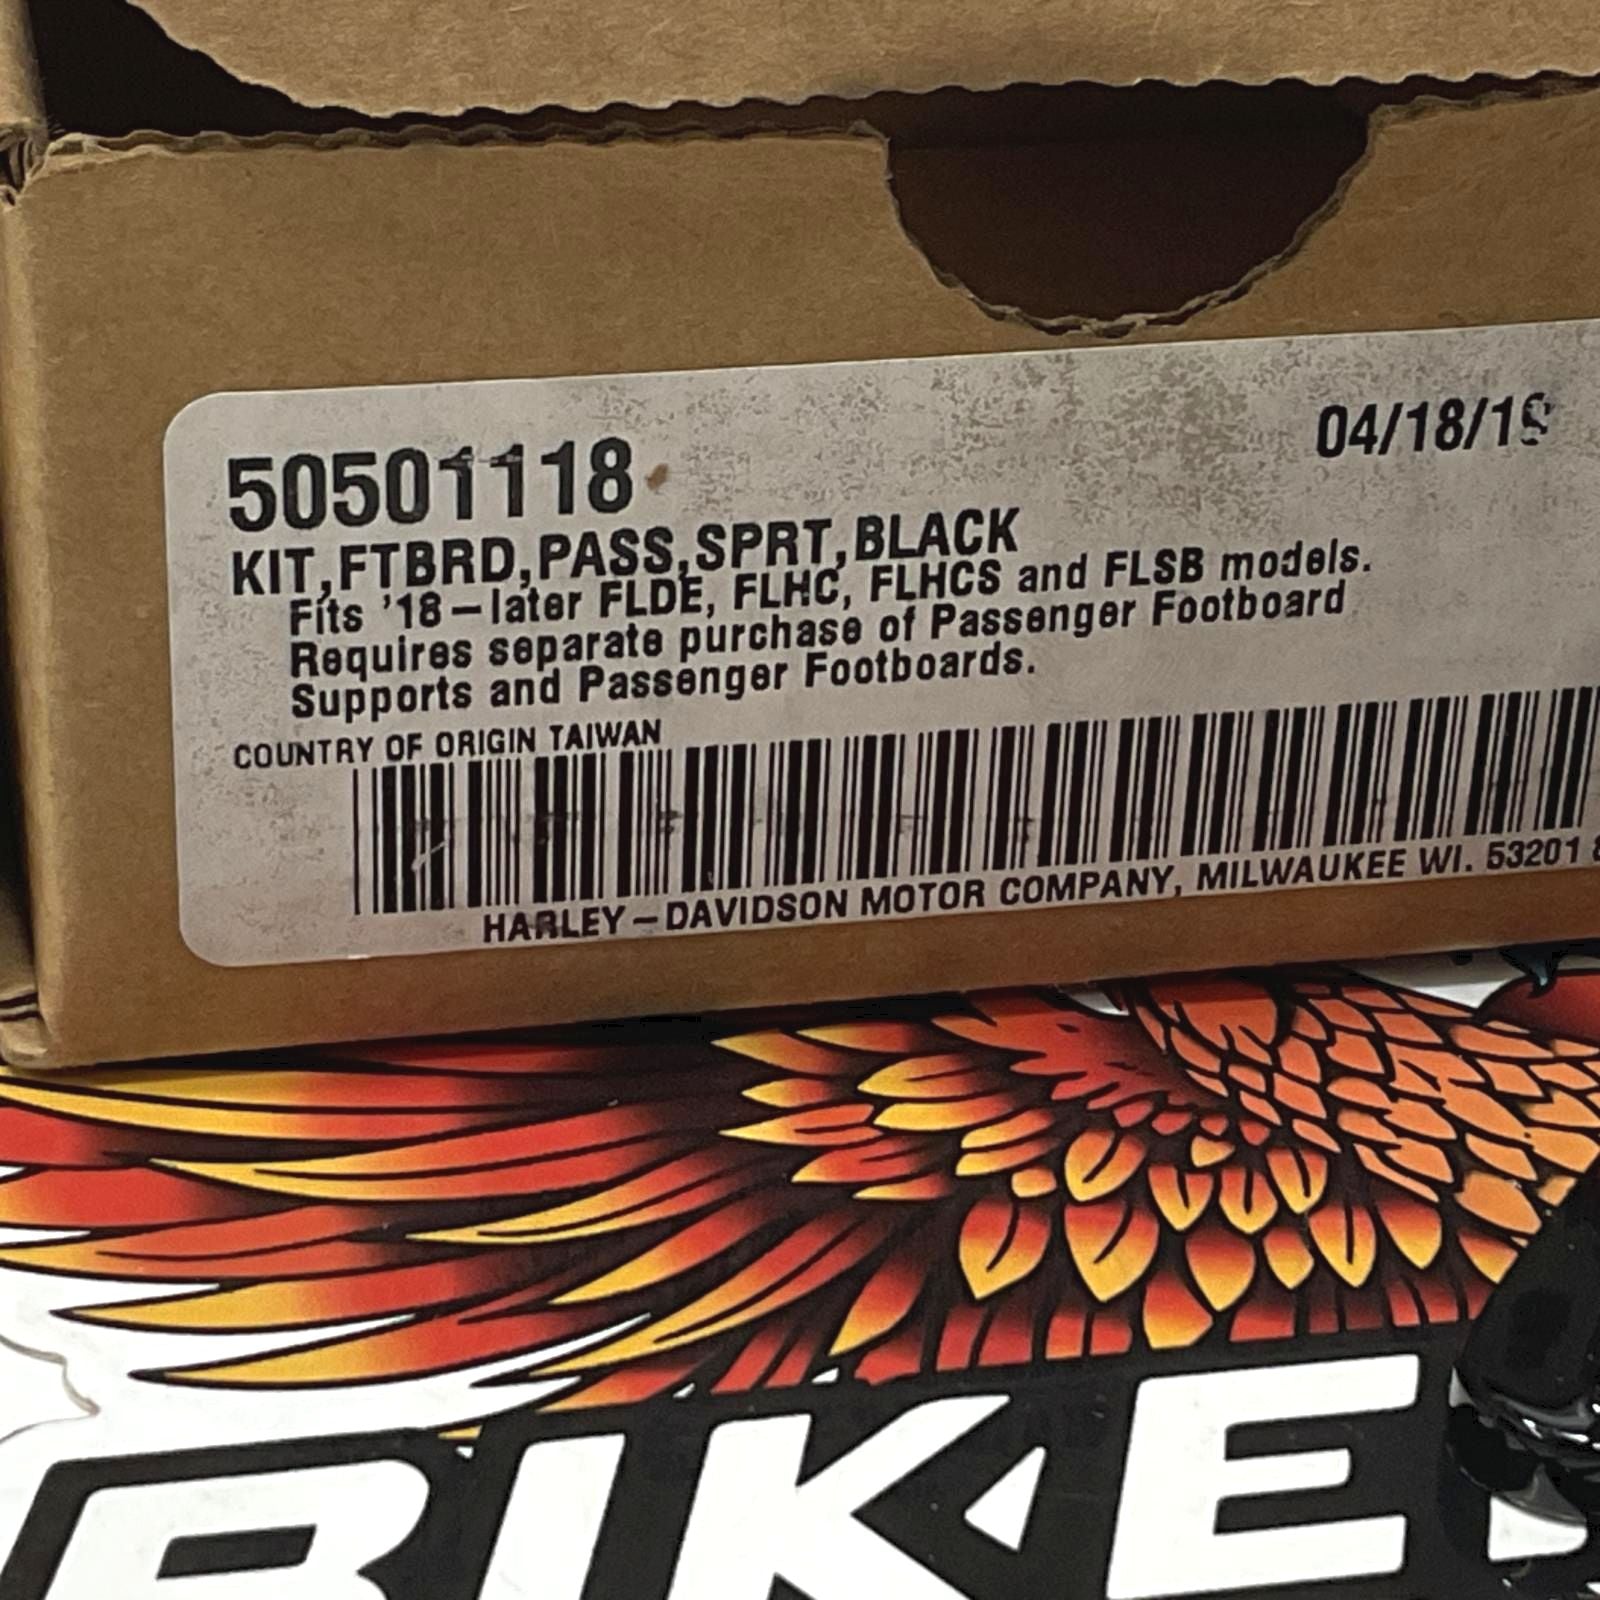 50501118
04/18/19
KIT,FTBRD,PASS,SPRT,BLACK
Fits '18–later FLDE, FLHC, FLHCS and FLSB models.
Requires separate purchase of Passenger Footboard
Supports and Passenger Footboards.
COUNTRY OF ORIGIN TAIWAN
HARLEY–DAVIDSON MOTOR COMPANY, MILWAUKEE WI. 53201
BIKE